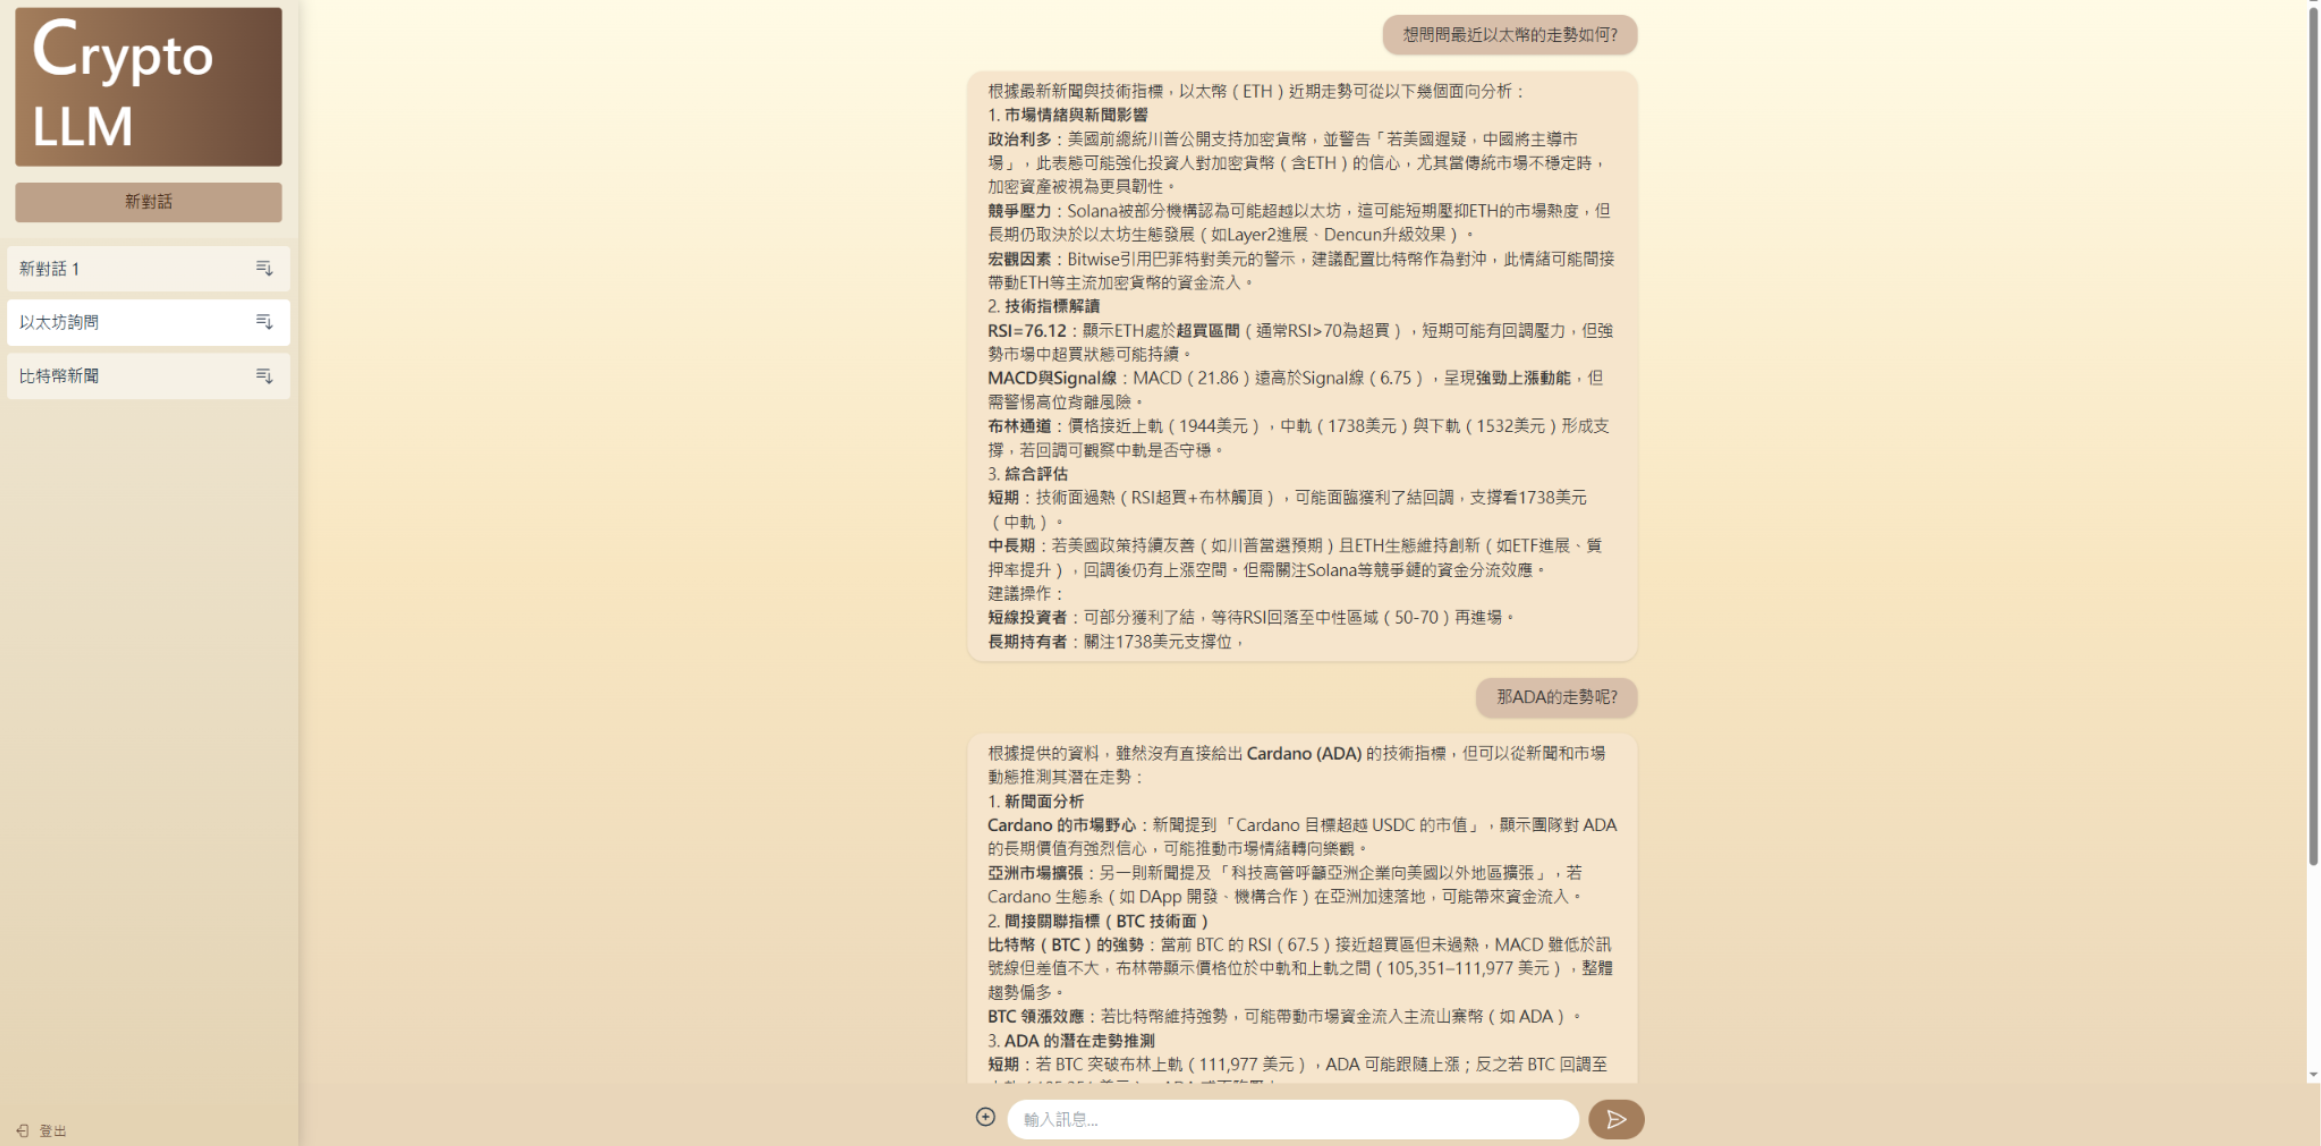 Crypto
LLM
新對話
新對話 1
以太坊詢問
比特幣新聞
登出
想問問最近以太幣的走勢如何?
根據最新新聞與技術指標，以太幣（ETH）近期走勢可從以下幾個面向分析：
1. 市場情緒與新聞影響
政治利多：美國前總統川普公開支持加密貨幣，並警告「若美國遲疑，中國將主導市
場」，此表態可能強化投資人對加密貨幣（含ETH）的信心，尤其當傳統市場不穩定時，
加密資產被視為更具韌性。
競爭壓力：Solana被部分機構認為可能超越以太坊，這可能短期壓抑ETH的市場熱度，但
長期仍取決於以太坊生態發展（如Layer2進展、Dencun升級效果）。
宏觀因素：Bitwise引用巴菲特對美元的警示，建議配置比特幣作為對沖，此情緒可能間接
帶動ETH等主流加密貨幣的資金流入。
2. 技術指標解讀
RSI=76.12：顯示ETH處於超買區間（通常RSI>70為超買），短期可能有回調壓力，但強
勢市場中超買狀態可能持續。
MACD與Signal線：MACD（21.86）遠高於Signal線（6.75），呈現強勁上漲動能，但
需警惕高位背離風險。
布林通道：價格接近上軌（1944美元），中軌（1738美元）與下軌（1532美元）形成支
撐，若回調可觀察中軌是否守穩。
3. 綜合評估
短期：技術面過熱（RSI超買+布林觸頂），可能面臨獲利了結回調，支撐看1738美元
（中軌）。
中長期：若美國政策持續友善（如川普當選預期）且ETH生態維持創新（如ETF進展、質
押率提升），回調後仍有上漲空間。但需關注Solana等競爭鏈的資金分流效應。
建議操作：
短線投資者：可部分獲利了結，等待RSI回落至中性區域（50-70）再進場。
長期持有者：關注1738美元支撐位，
那ADA的走勢呢?
根據提供的資料，雖然沒有直接給出 Cardano (ADA) 的技術指標，但可以從新聞和市場
動態推測其潛在走勢：
1. 新聞面分析
Cardano 的市場野心：新聞提到「Cardano 目標超越 USDC 的市值」，顯示團隊對 ADA
的長期價值有強烈信心，可能推動市場情緒轉向樂觀。
亞洲市場擴張：另一則新聞提及「科技高管呼籲亞洲企業向美國以外地區擴張」，若
Cardano 生態系（如 DApp 開發、機構合作）在亞洲加速落地，可能帶來資金流入。
2. 間接關聯指標（BTC 技術面）
比特幣（BTC）的強勢：當前 BTC 的 RSI（67.5）接近超買區但未過熱，MACD 雖低於訊
號線但差值不大，布林帶顯示價格位於中軌和上軌之間（105,351–111,977 美元），整體
趨勢偏多。
BTC 領漲效應：若比特幣維持強勢，可能帶動市場資金流入主流山寨幣（如 ADA）。
3. ADA 的潛在走勢推測
短期：若 BTC 突破布林上軌（111,977 美元），ADA 可能跟隨上漲；反之若 BTC 回調至
輸入訊息...